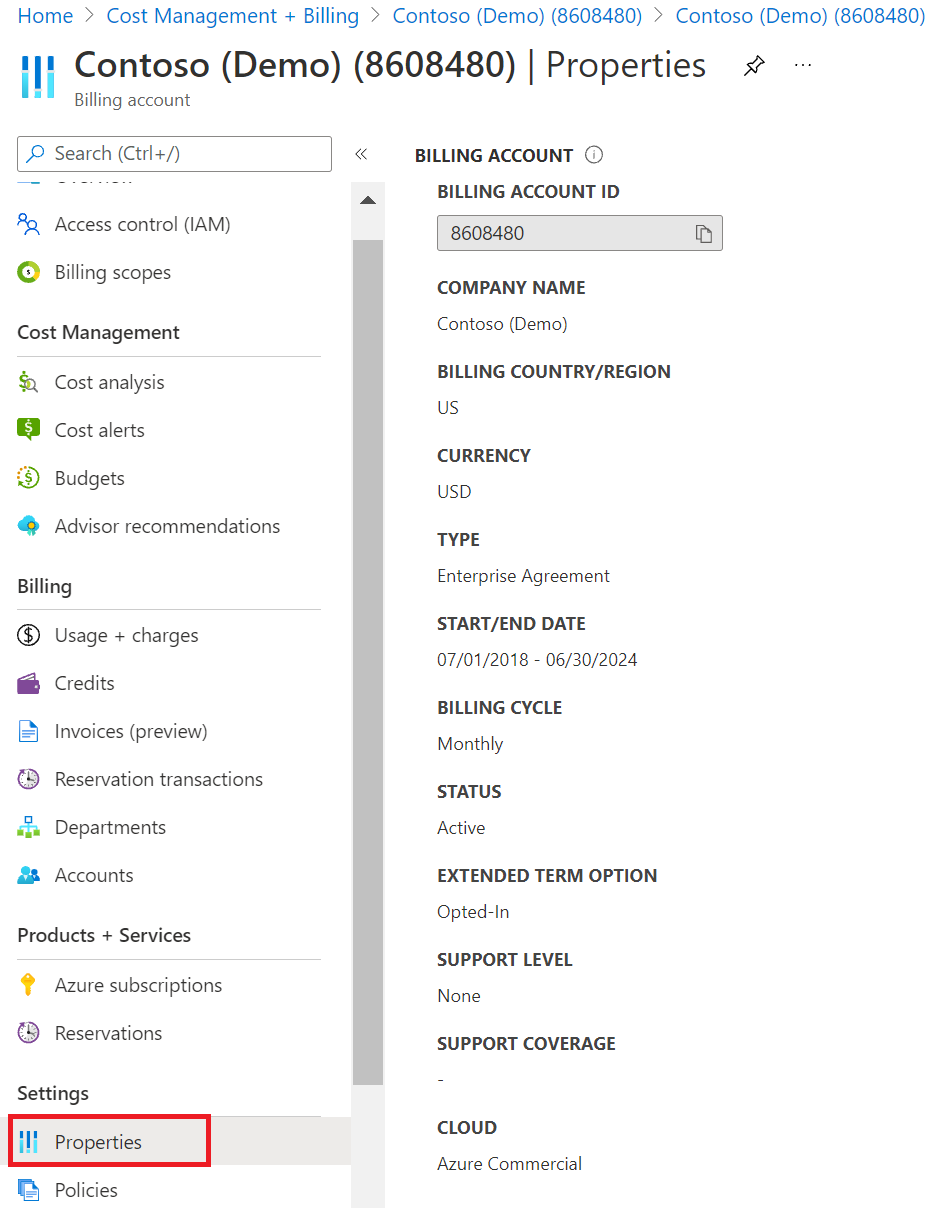 Home > Cost Management + Billing > Contoso (Demo) (8608480) > Contoso (Demo) (8608480)
Contoso (Demo) (8608480) | Properties ...
Billing account
Search (Ctrl+/) «
Access control (IAM)
Billing scopes
Cost Management
Cost analysis
Cost alerts
Budgets
Advisor recommendations
Billing
Usage + charges
Credits
Invoices (preview)
Reservation transactions
Departments
Accounts
Products + Services
Azure subscriptions
Reservations
Settings
Properties
Policies
BILLING ACCOUNT
BILLING ACCOUNT ID
8608480
COMPANY NAME
Contoso (Demo)
BILLING COUNTRY/REGION
US
CURRENCY
USD
TYPE
Enterprise Agreement
START/END DATE
07/01/2018 - 06/30/2024
BILLING CYCLE
Monthly
STATUS
Active
EXTENDED TERM OPTION
Opted-In
SUPPORT LEVEL
None
SUPPORT COVERAGE
-
CLOUD
Azure Commercial